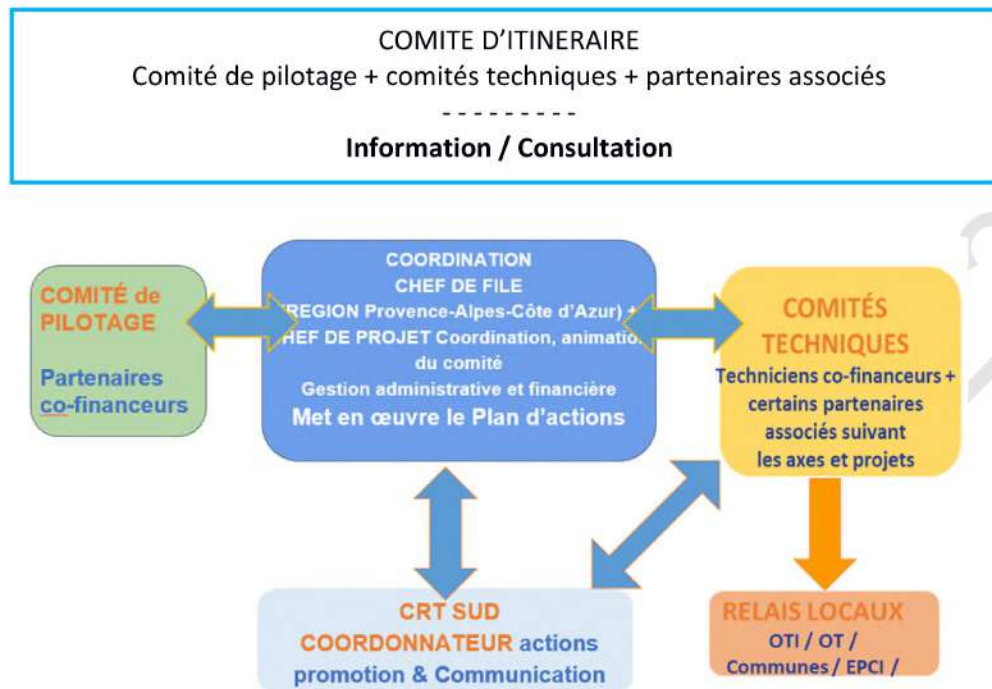 COMITE D'ITINERAIRE
Comité de pilotage + comités techniques + partenaires associés
- - - - - - - - -
Information / Consultation
COMITÉ de
PILOTAGE
Partenaires
co-financeurs
COORDINATION
CHEF DE FILE
(REGION Provence-Alpes-Côte d'Azur) +
CHEF DE PROJET Coordination, animation
du comité
Gestion administrative et financière
Met en œuvre le Plan d'actions
COMITÉS
TECHNIQUES
Techniciens co-financeurs +
certains partenaires
associés suivant
les axes et projets
CRT SUD
COORDONNATEUR actions
promotion & Communication
RELAIS LOCAUX
OTI / OT /
Communes / EPCI /